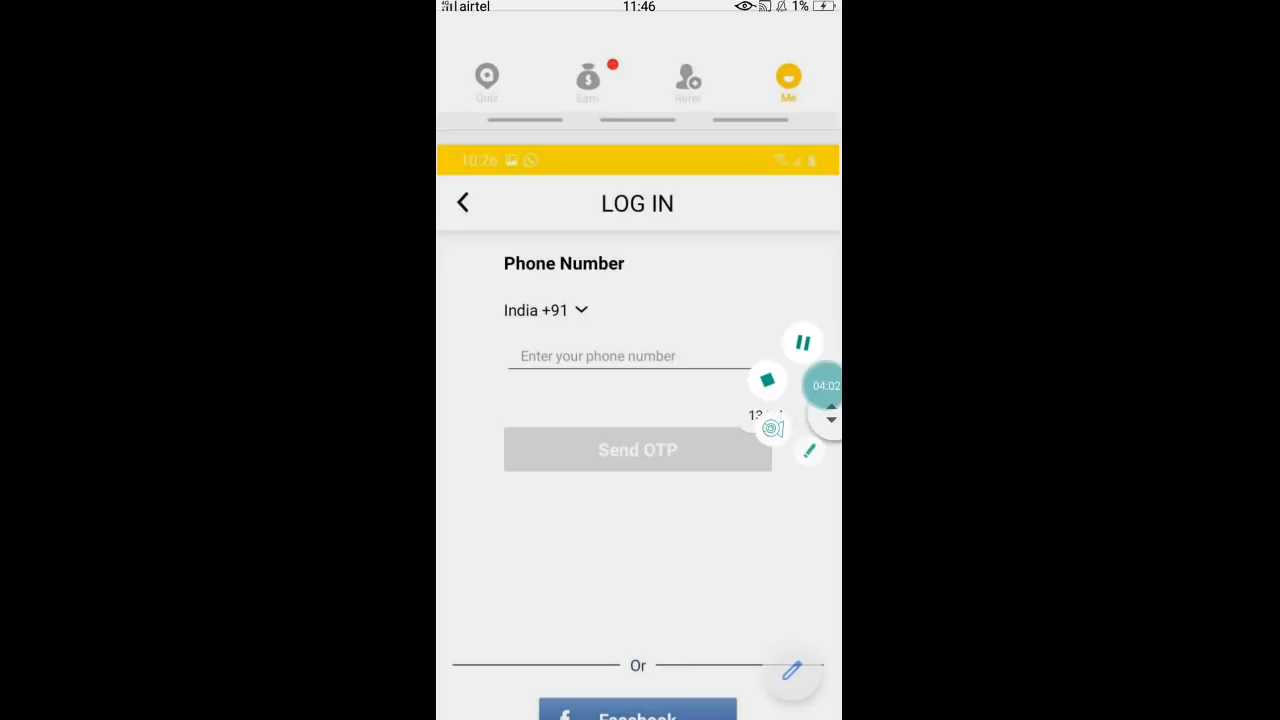 airtel 11:46 1%
Quiz Earn Refer Me
10:26
LOG IN
Phone Number
India +91
Enter your phone number
04:02
Send OTP
Or
Facebook